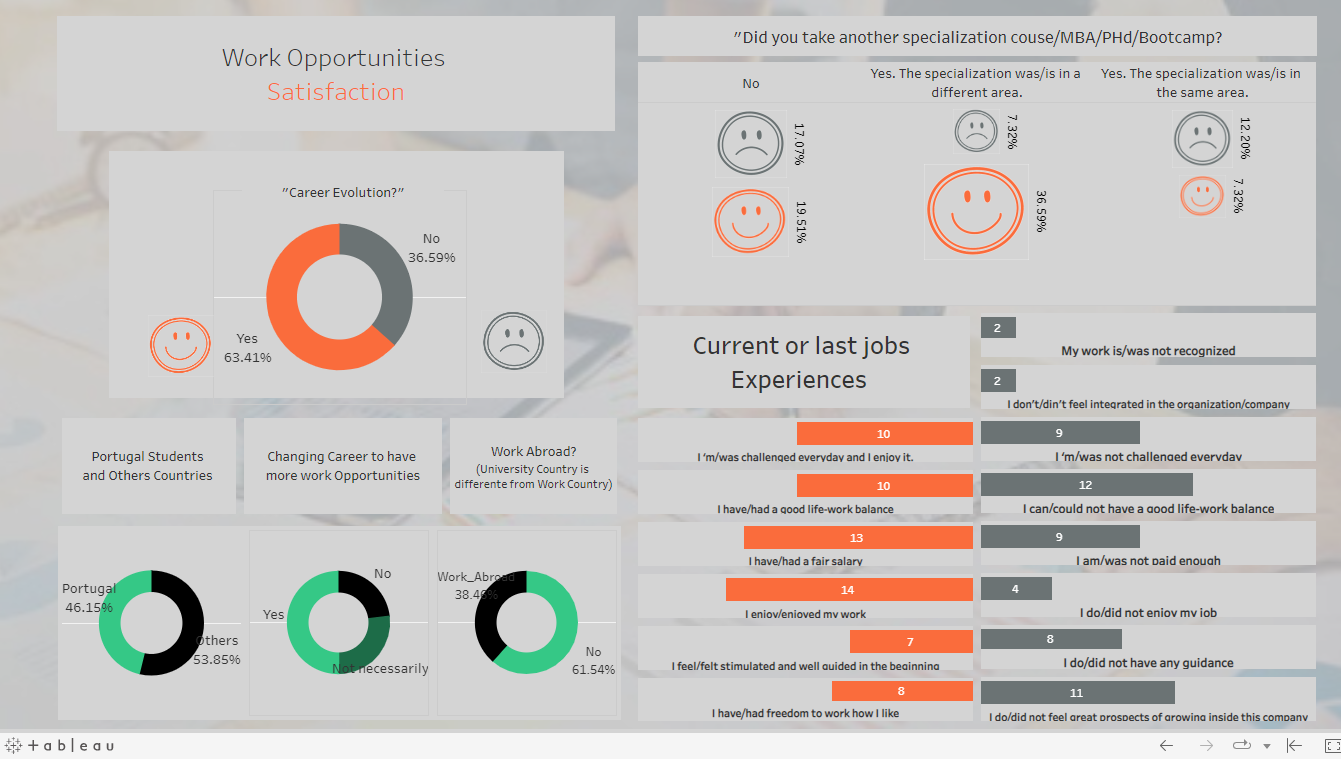 Work Opportunities
Satisfaction
"Career Evolution?"
No
36.59%
Yes
63.41%
Portugal Students
and Others Countries
Changing Career to have
more work Opportunities
Work Abroad?
(University Country is
differente from Work Country)
Portugal
46.15%
Others
53.85%
No
Yes
Not necessarily
Work_Abroad
38.46%
No
61.54%
"Did you take another specialization couse/MBA/PHd/Bootcamp?
No
Yes. The specialization was/is in a
different area.
Yes. The specialization was/is in
the same area.
17.07%
19.51%
7.32%
36.59%
12.20%
7.32%
Current or last jobs
Experiences
2
My work is/was not recognized
2
I don't/din't feel integrated in the organization/company
10
I 'm/was challenged everyday and I enjoy it.
9
I 'm/was not challenged everyday
10
I have/had a good life-work balance
12
I can/could not have a good life-work balance
13
I have/had a fair salary
9
I am/was not paid enough
14
I enjoy/enjoyed my work
4
I do/did not enjoy my job
7
I feel/felt stimulated and well guided in the beginning
8
I do/did not have any guidance
8
I have/had freedom to work how I like
11
I do/did not feel great prospects of growing inside this company
+ a b l e a u